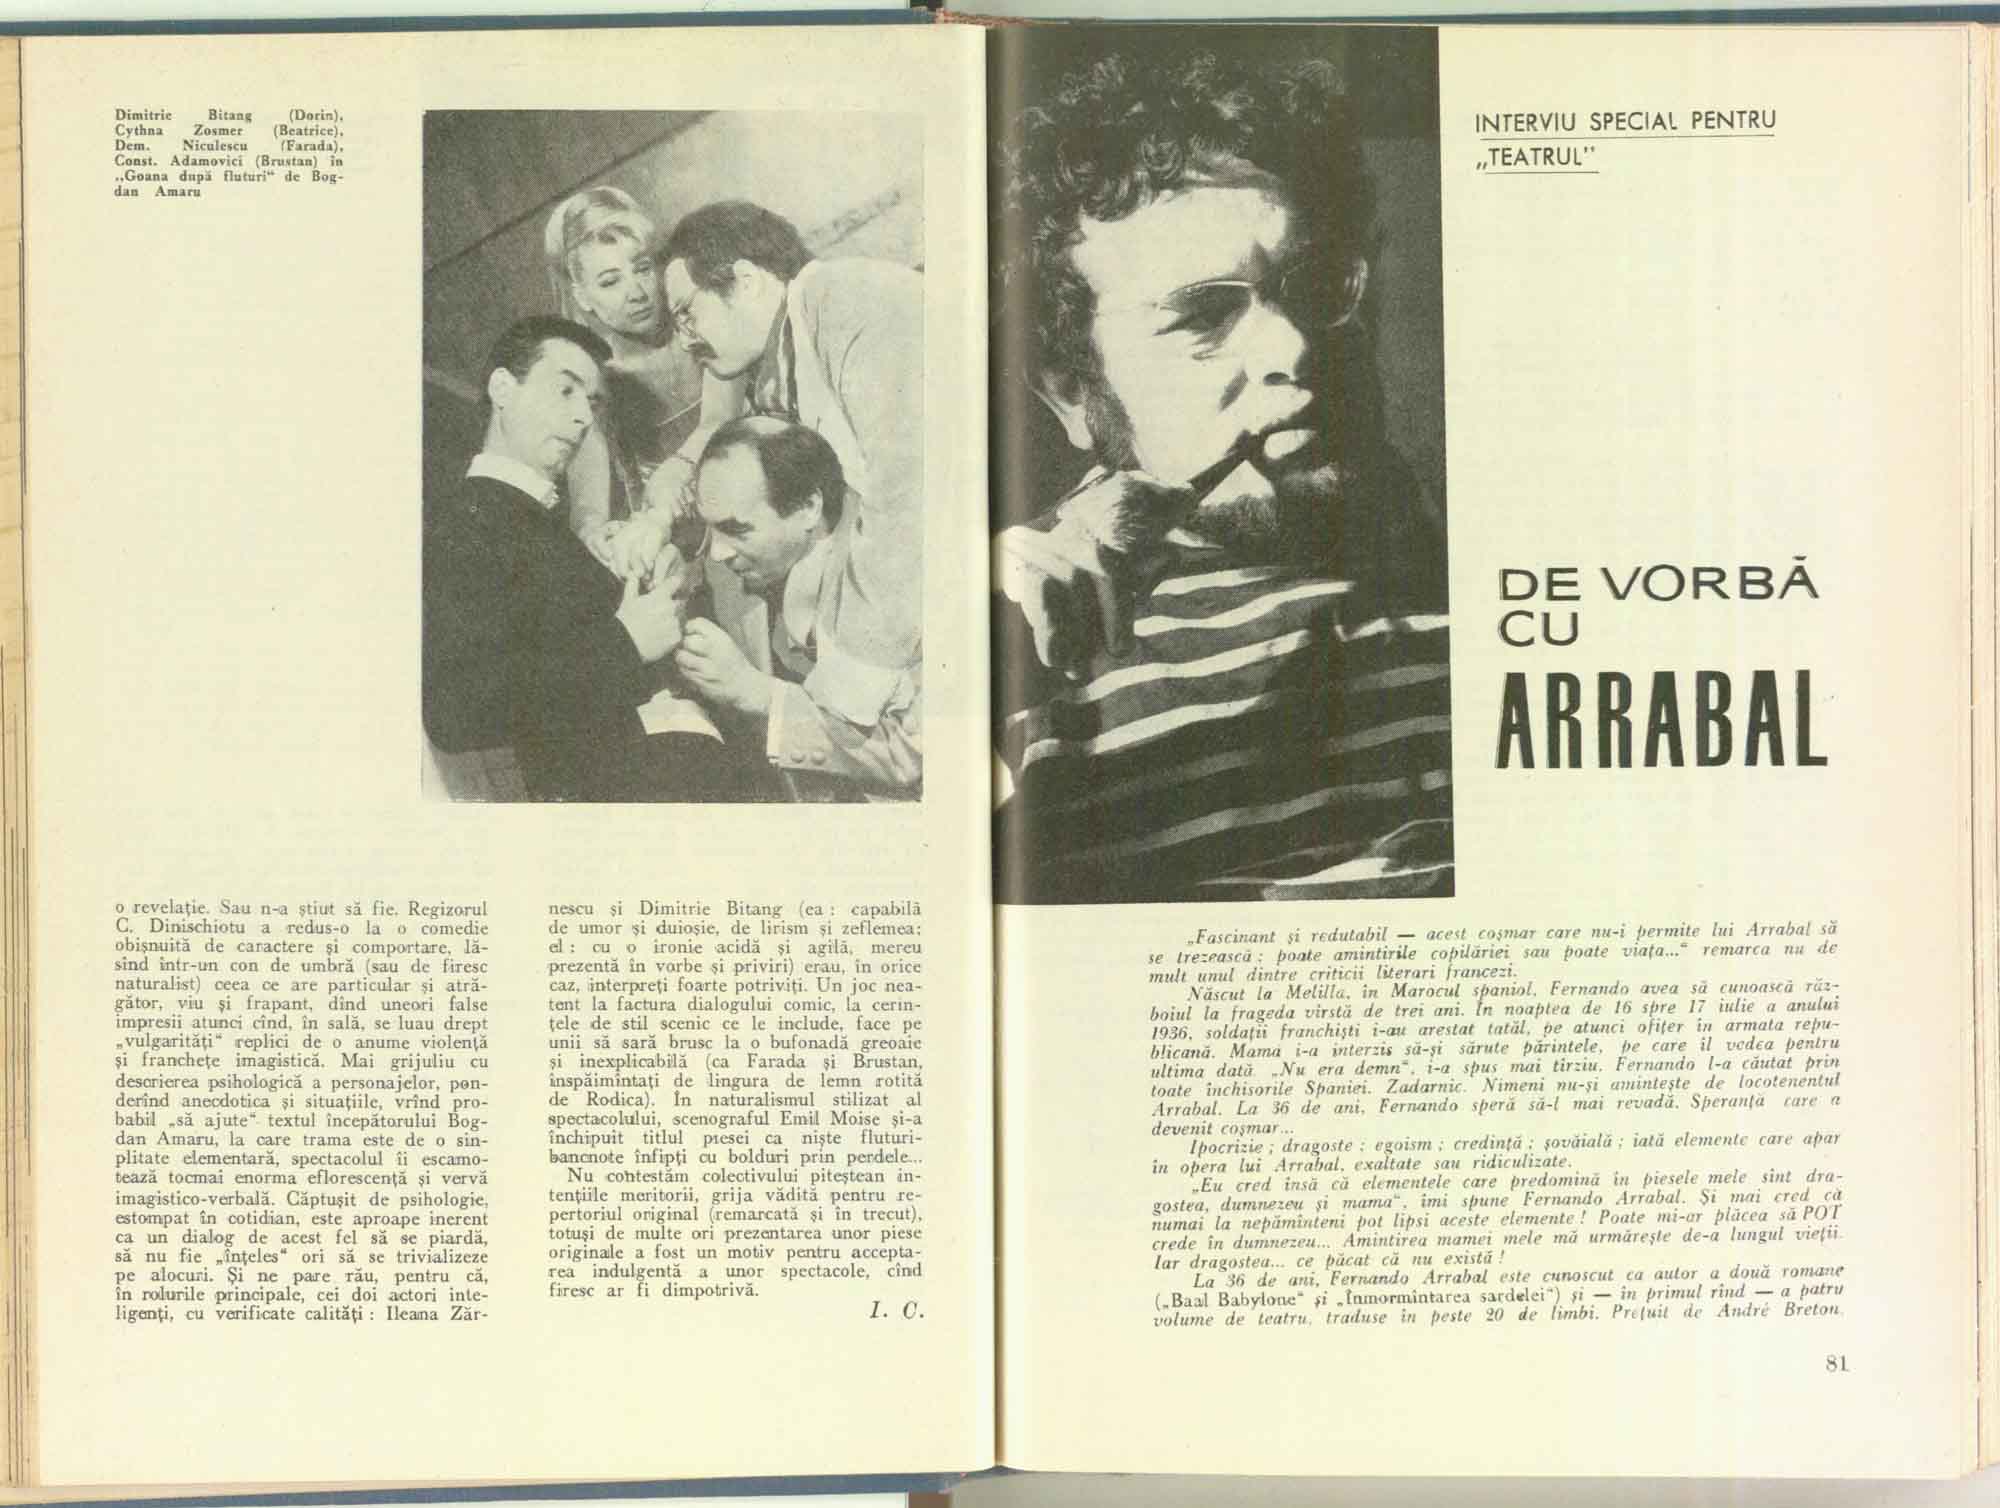 Dimitrie Bitang (Dorin),
Cythna Zosmer (Beatrice),
Dem. Niculescu (Farada),
Const. Adamovici (Brustan) în
„Goana după fluturi“ de Bog-
dan Amaru
o revelație. Sau n-a știut să fie. Regizorul
C. Dinischiotu a redus-o la o comedie
obișnuită de caractere și comportare, lă-
sînd într-un con de umbră (sau de firesc
naturalist) ceea ce are particular și atră-
gător, viu și frapant, dînd uneori false
impresii atunci cînd, în sală, se luau drept
„vulgarități“ replici de o anume violență
și franchețe imagistică. Mai grijuliu cu
descrierea psihologică a personajelor, pon-
derînd anecdotica și situațiile, vrînd pro-
babil „să ajute“ textul începătorului Bog-
dan Amaru, la care trama este de o sim-
plitate elementară, spectacolul îi escamo-
tează tocmai enorma eflorescență și vervă
imagistico-verbală. Căptușit de psihologie,
estompat în cotidian, este aproape inerent
ca un dialog de acest fel să se piardă,
să nu fie „înțeles“ ori să se trivializeze
pe alocuri. Și ne pare rău, pentru că,
în rolurile principale, cei doi actori inte-
ligenți, cu verificate calități : Ileana Zăr-
nescu și Dimitrie Bitang (ea : capabilă
de umor și duioșie, de lirism și zeflemea;
el : cu o ironie acidă și agilă, mereu
prezentă în vorbe și priviri) erau, în orice
caz, interpreți foarte potriviți. Un joc nea-
tent la factura dialogului comic, la cerin-
țele de stil scenic ce le include, face pe
unii să sară brusc la o bufonadă greoaie
și inexplicabilă (ca Farada și Brustan,
înspăimîntați de lingura de lemn rotită
de Rodica). În naturalismul stilizat al
spectacolului, scenograful Emil Moise și-a
închipuit titlul piesei ca niște fluturi-
bancnote înfipți cu bolduri prin perdele...
Nu contestăm colectivului piteștean in-
tențiile meritorii, grija vădită pentru re-
pertoriul original (remarcată și în trecut),
totuși de multe ori prezentarea unor piese
originale a fost un motiv pentru accepta-
rea indulgentă a unor spectacole, cînd
firesc ar fi dimpotrivă.
I. C.
INTERVIU SPECIAL PENTRU
„TEATRUL”
DE VORBĂ
CU
ARRABAL
„Fascinant și redutabil — acest coșmar care nu-i permite lui Arrabal să
se trezească : poate amintirile copilăriei sau poate viața...“ remarca nu de
mult unul dintre criticii literari francezi.
Născut la Melilla, în Marocul spaniol, Fernando avea să cunoască răz-
boiul la frageda vîrstă de trei ani. În noaptea de 16 spre 17 iulie a anului
1936, soldații franchiști i-au arestat tatăl, pe atunci ofițer în armata repu-
blicană. Mama i-a interzis să-și sărute părintele, pe care îl vedea pentru
ultima dată. „Nu era demn“, i-a spus mai tîrziu. Fernando l-a căutat prin
toate închisorile Spaniei. Zadarnic. Nimeni nu-și amintește de locotenentul
Arrabal. La 36 de ani, Fernando speră să-l mai revadă. Speranță care a
devenit coșmar...
Ipocrizie ; dragoste ; egoism ; credință ; șovăială ; iată elemente care apar
în opera lui Arrabal, exaltate sau ridiculizate.
„Eu cred însă că elementele care predomină în piesele mele sînt dra-
gostea, dumnezeu și mama“, îmi spune Fernando Arrabal. Și mai cred că
numai la nepămînteni pot lipsi aceste elemente ! Poate mi-ar plăcea să POT
crede în dumnezeu... Amintirea mamei mele mă urmărește de-a lungul vieții.
Iar dragostea... ce păcat că nu există !
La 36 de ani, Fernando Arrabal este cunoscut ca autor a două romane
(„Baal Babylone“ și „Înmormîntarea sardelei“) și — în primul rînd — a patru
volume de teatru, traduse în peste 20 de limbi. Prețuit de André Breton,
81